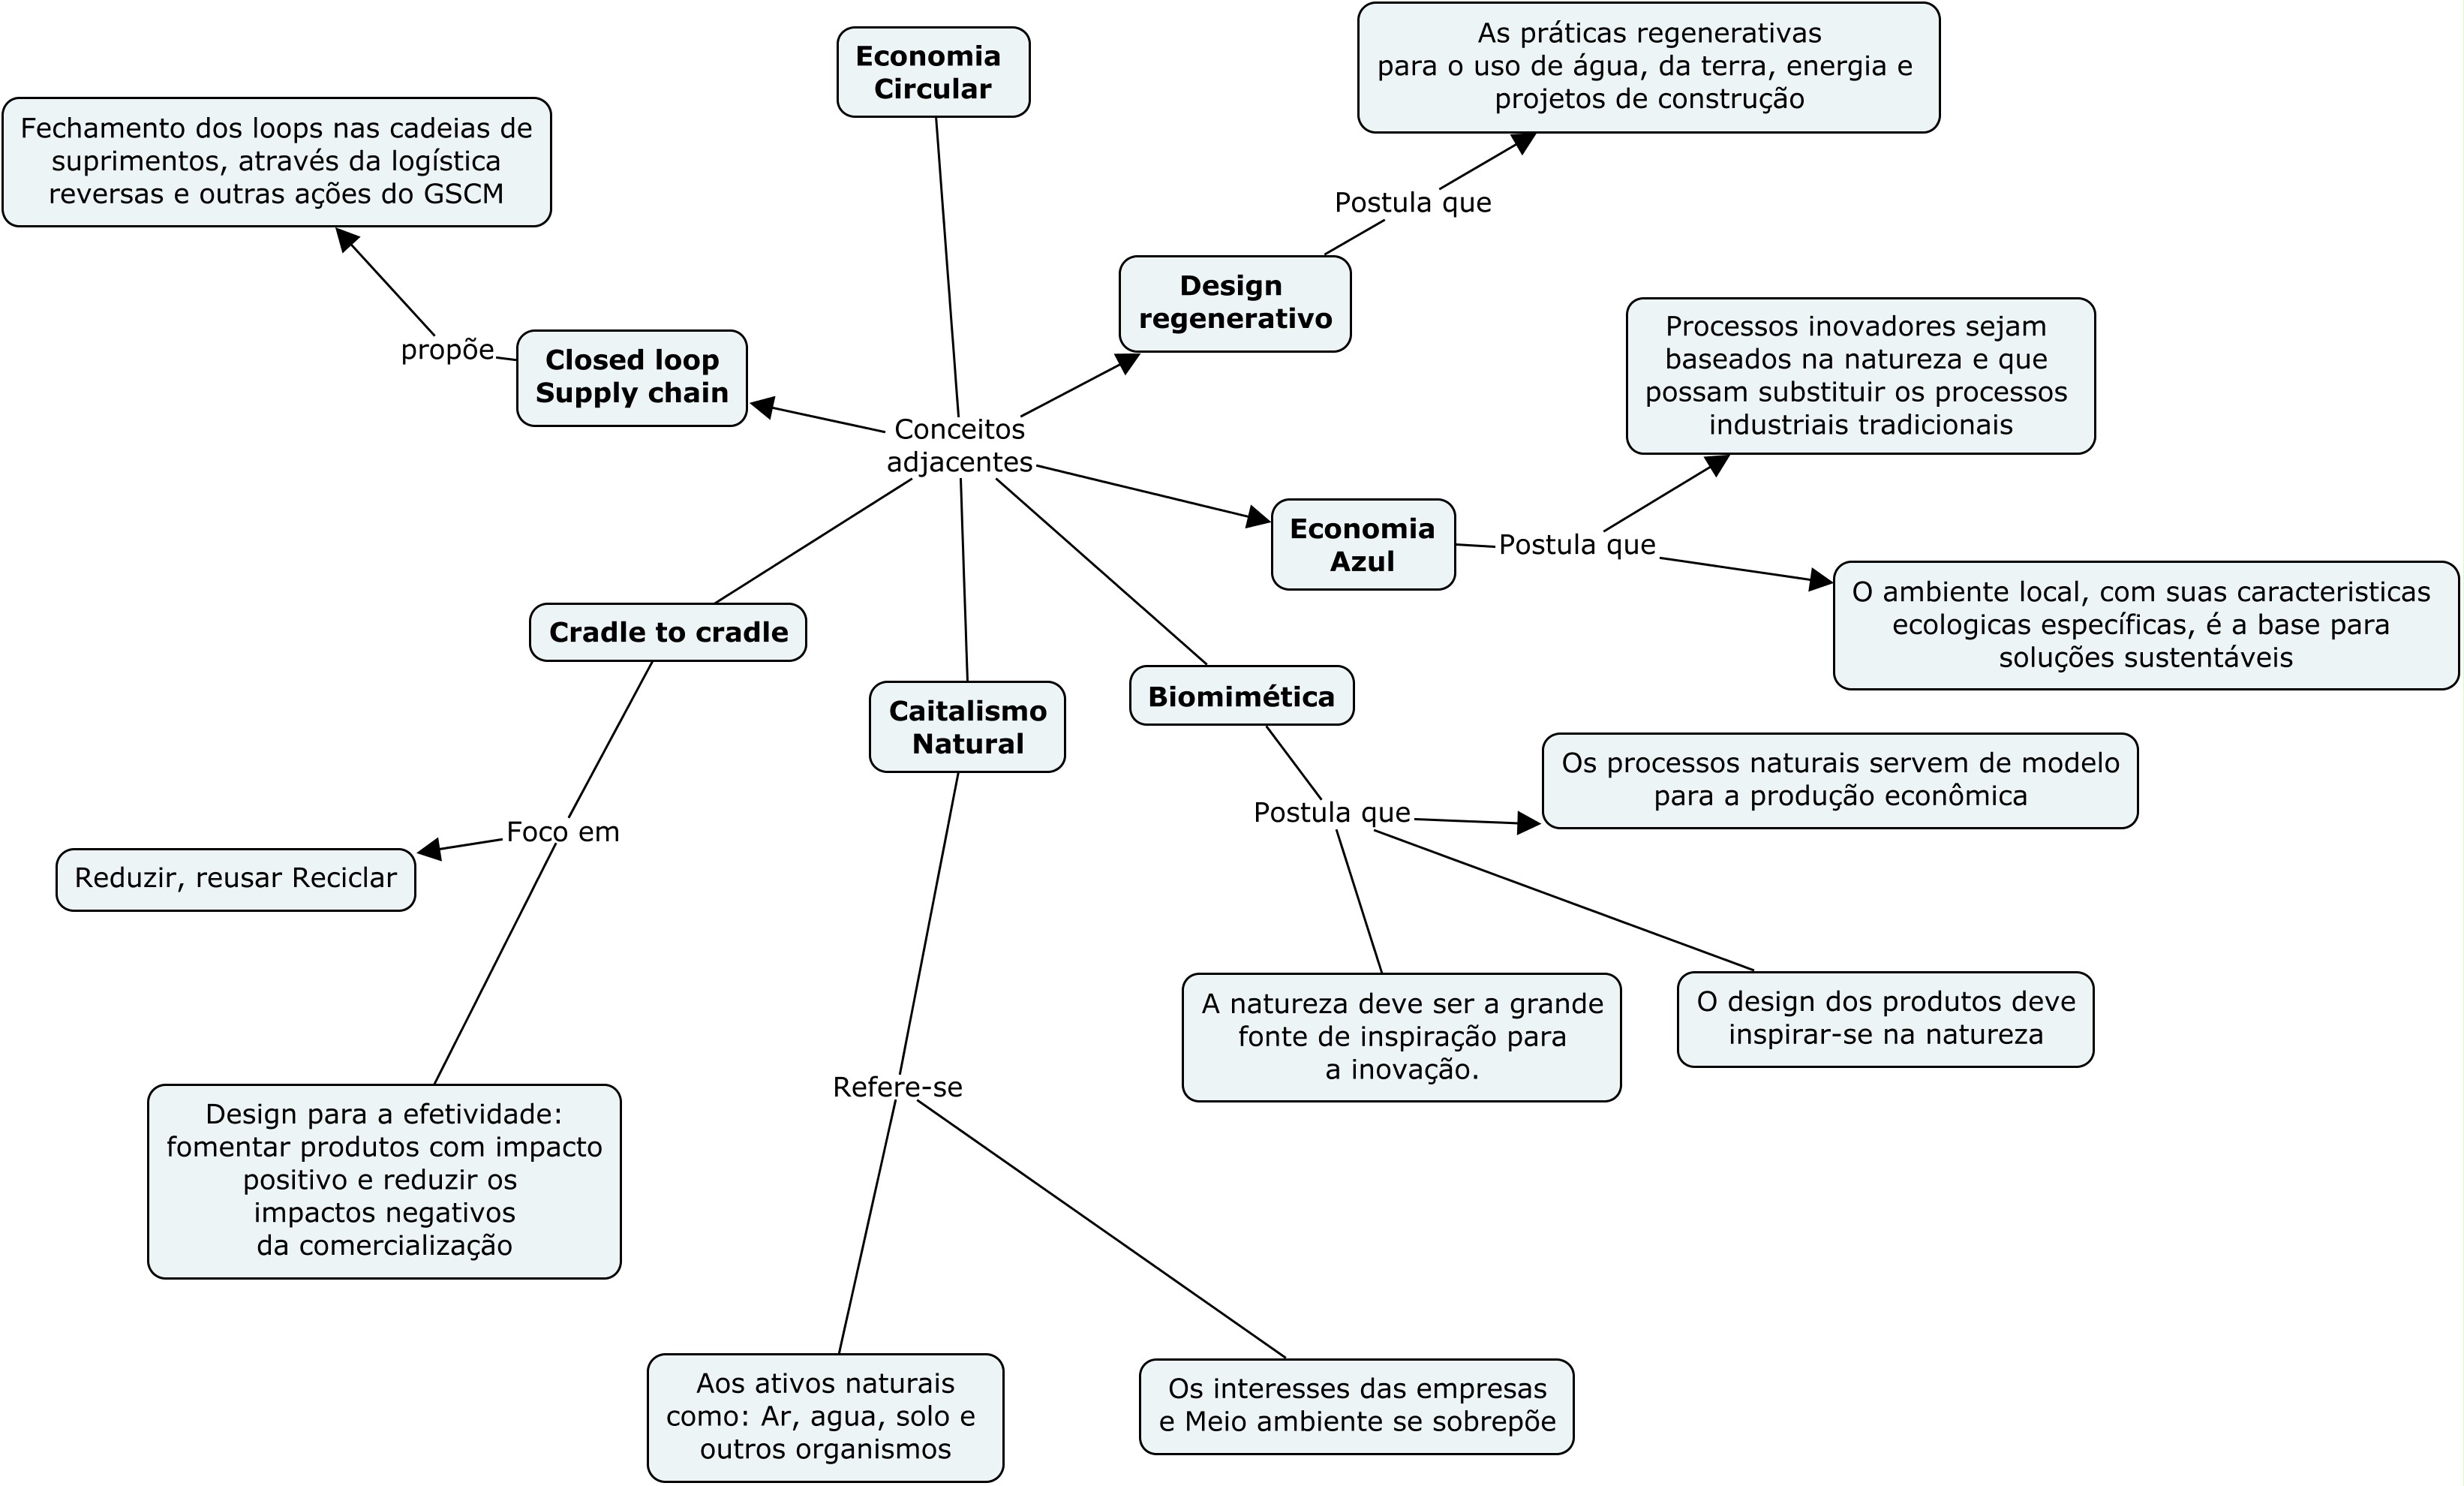 Economia
Circular
As práticas regenerativas
para o uso de água, da terra, energia e
projetos de construção
Fechamento dos loops nas cadeias de
suprimentos, através da logística
reversas e outras ações do GSCM
Postula que
Design
regenerativo
propõe
Closed loop
Supply chain
Processos inovadores sejam
baseados na natureza e que
possam substituir os processos
industriais tradicionais
Conceitos
adjacentes
Economia
Azul
Postula que
O ambiente local, com suas caracteristicas
ecologicas específicas, é a base para
soluções sustentáveis
Cradle to cradle
Caitalismo
Natural
Biomimética
Os processos naturais servem de modelo
para a produção econômica
Postula que
Foco em
Reduzir, reusar Reciclar
A natureza deve ser a grande
fonte de inspiração para
a inovação.
O design dos produtos deve
inspirar-se na natureza
Refere-se
Design para a efetividade:
fomentar produtos com impacto
positivo e reduzir os
impactos negativos
da comercialização
Aos ativos naturais
como: Ar, agua, solo e
outros organismos
Os interesses das empresas
e Meio ambiente se sobrepõe